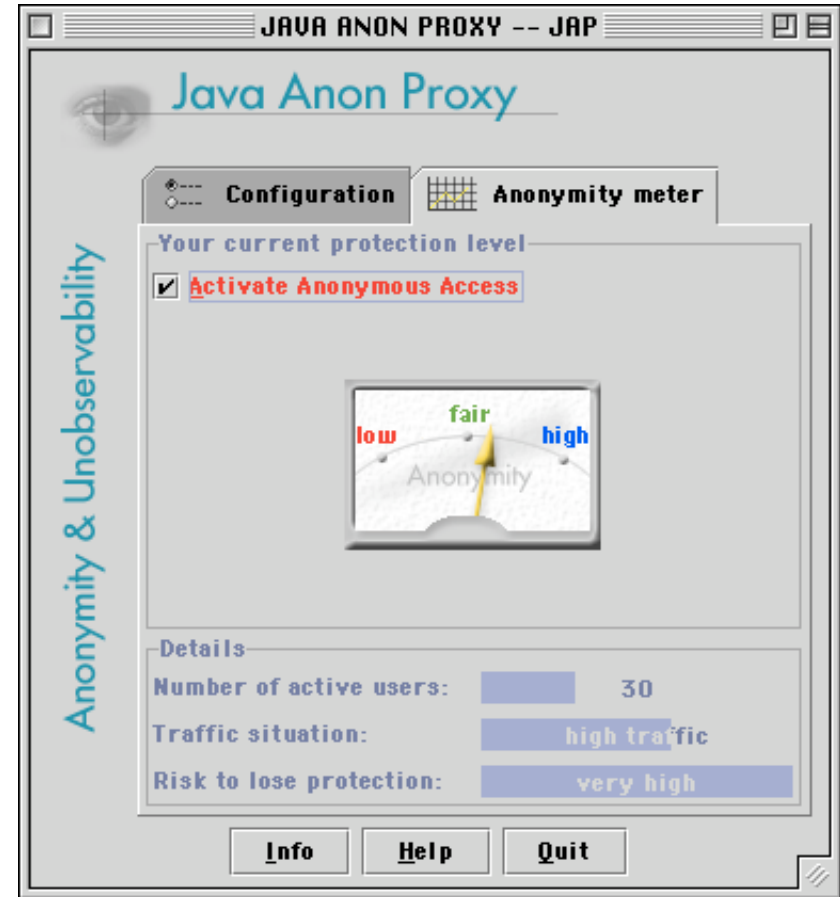 JAVA ANON PROXY -- JAP
Java Anon Proxy
Configuration
Anonymity meter
Anonymity & Unobservability
Your current protection level
Activate Anonymous Access
low
fair
high
Anonymity
Details
Number of active users: 30
Traffic situation: high traffic
Risk to lose protection: very high
Info
Help
Quit